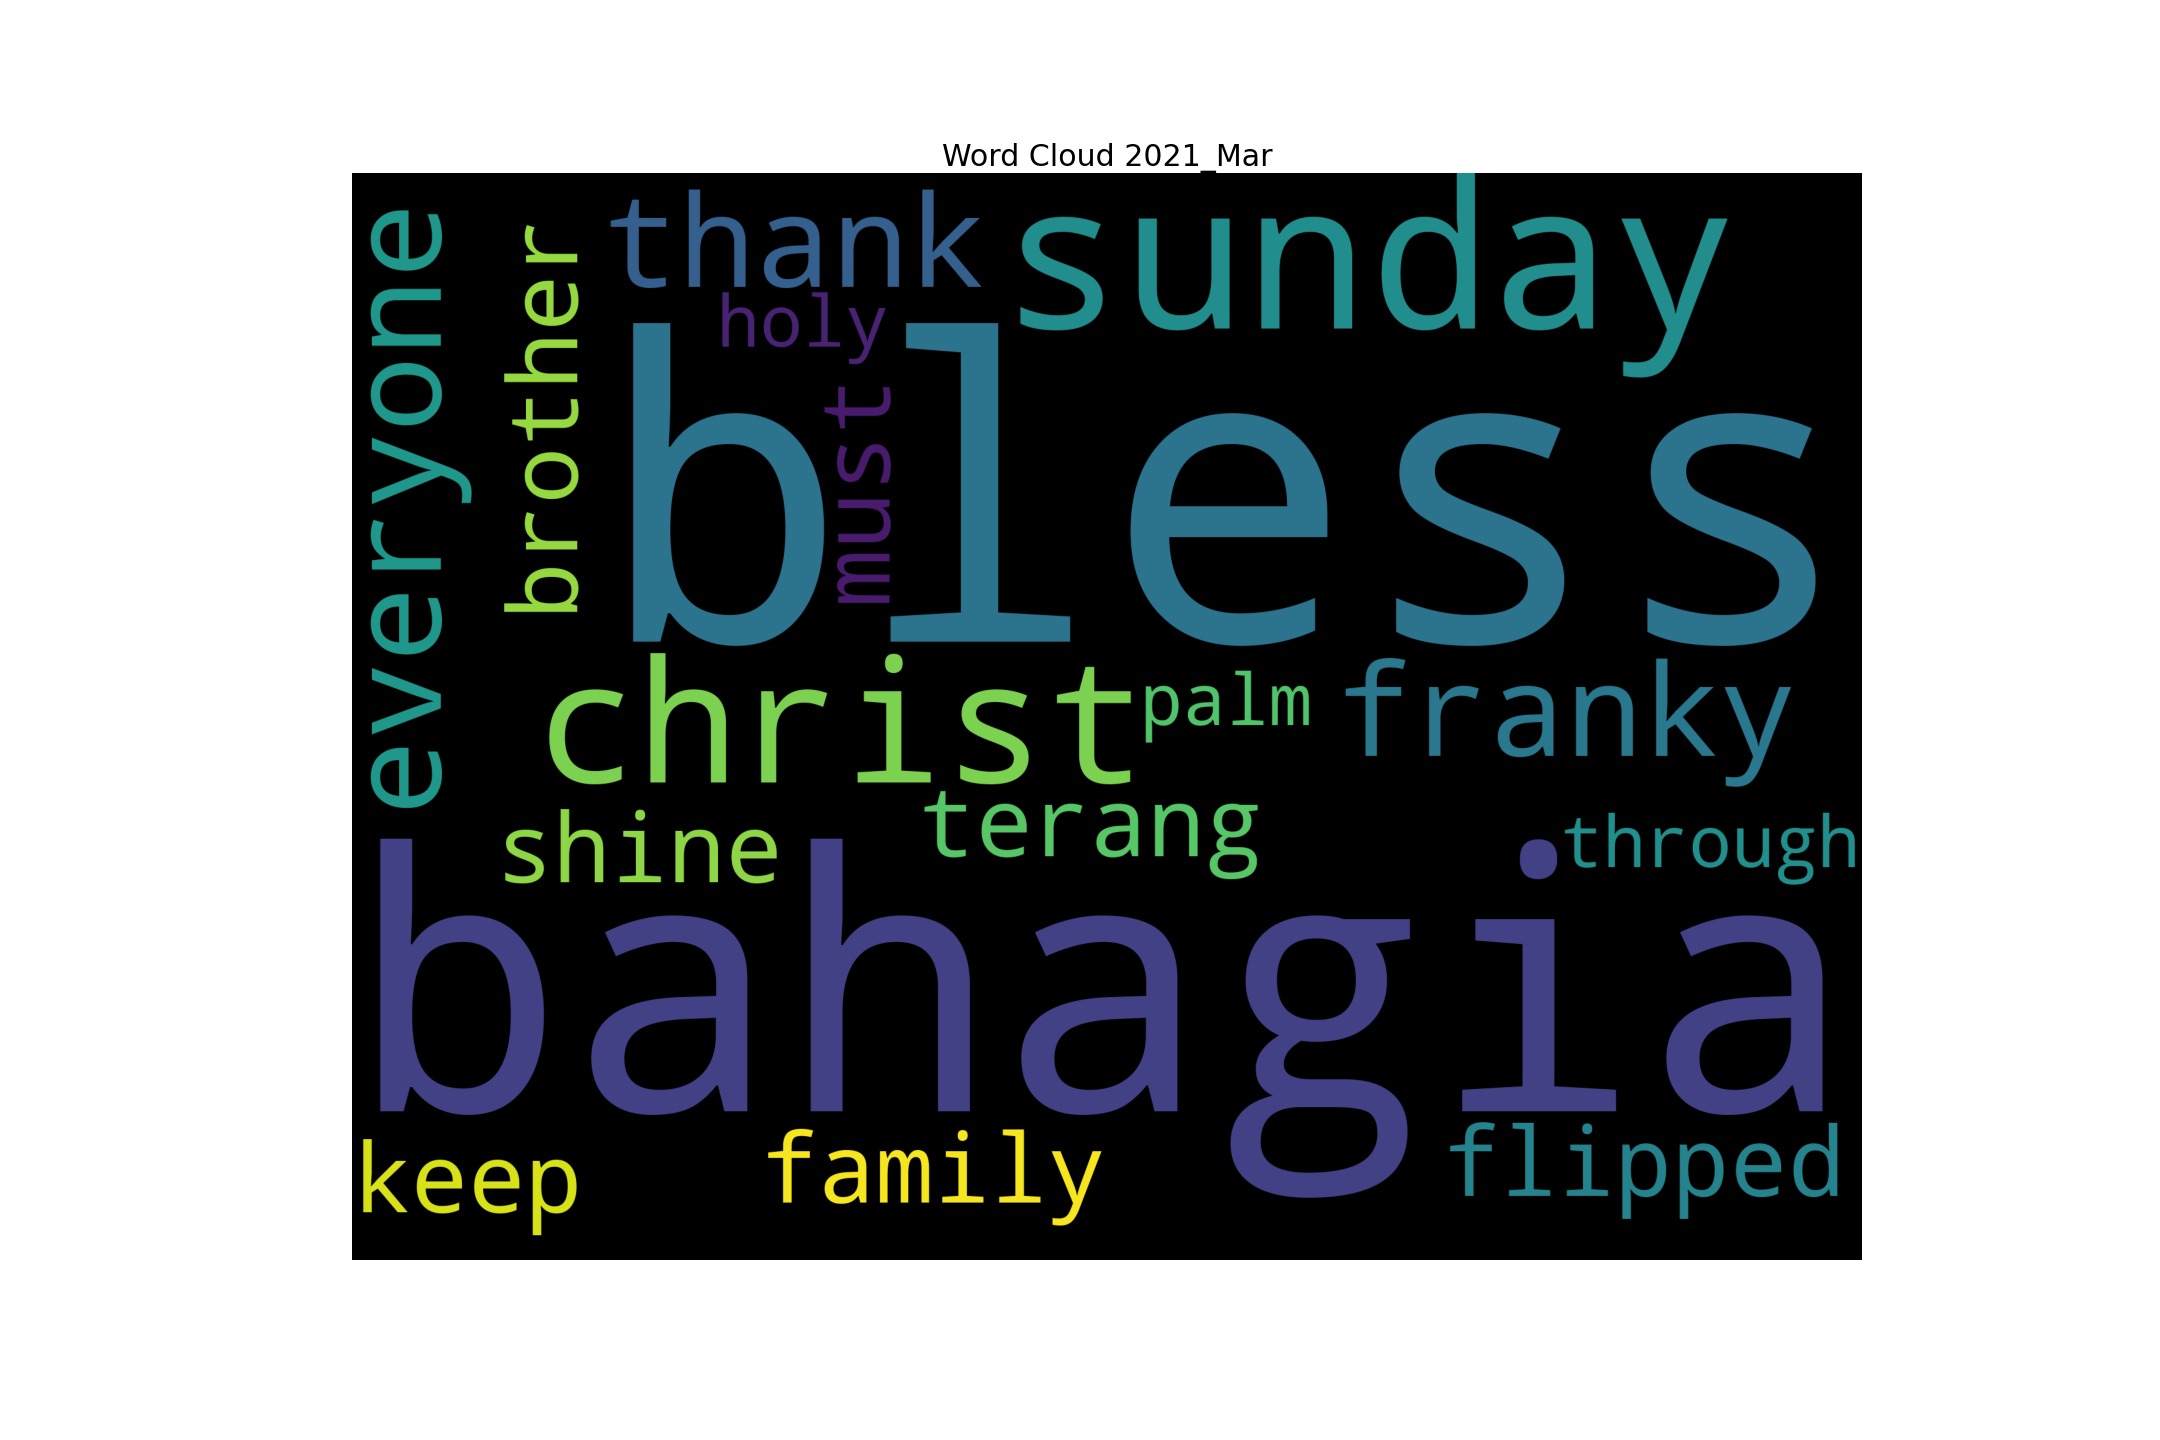 Word Cloud 2021_Mar
everyone
brother
thank
sunday
holy
must
bless
christ
palm
franky
shine
terang
through
bahagia
keep
family
flipped